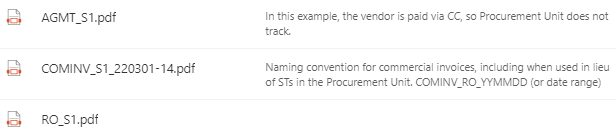 AGMT_S1.pdf
In this example, the vendor is paid via CC, so Procurement Unit does not
track.
COMINV_S1_220301-14.pdf
Naming convention for commercial invoices, including when used in lieu
of STs in the Procurement Unit. COMINV_RO_YYMMDD (or date range)
RO_S1.pdf